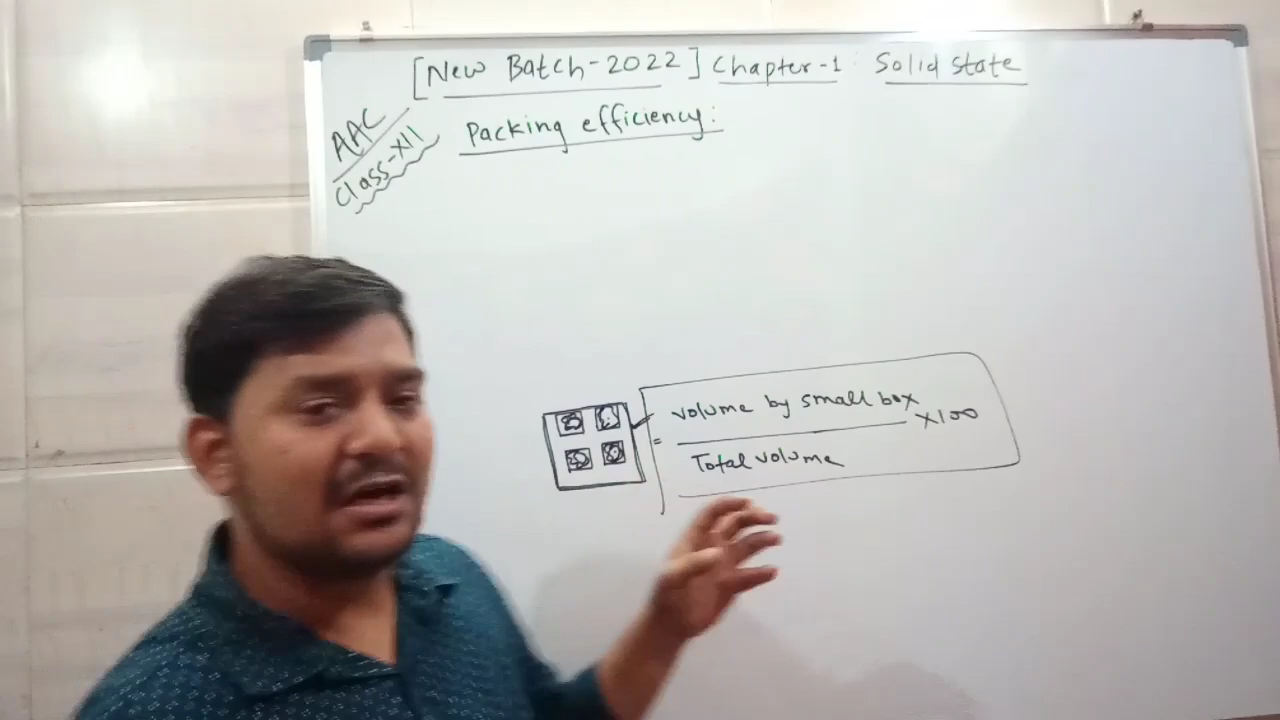 [New Batch-2022] Chapter-1: Solid state
AAC
Class-XII
Packing efficiency:
= volume by small box
Total volume
×100